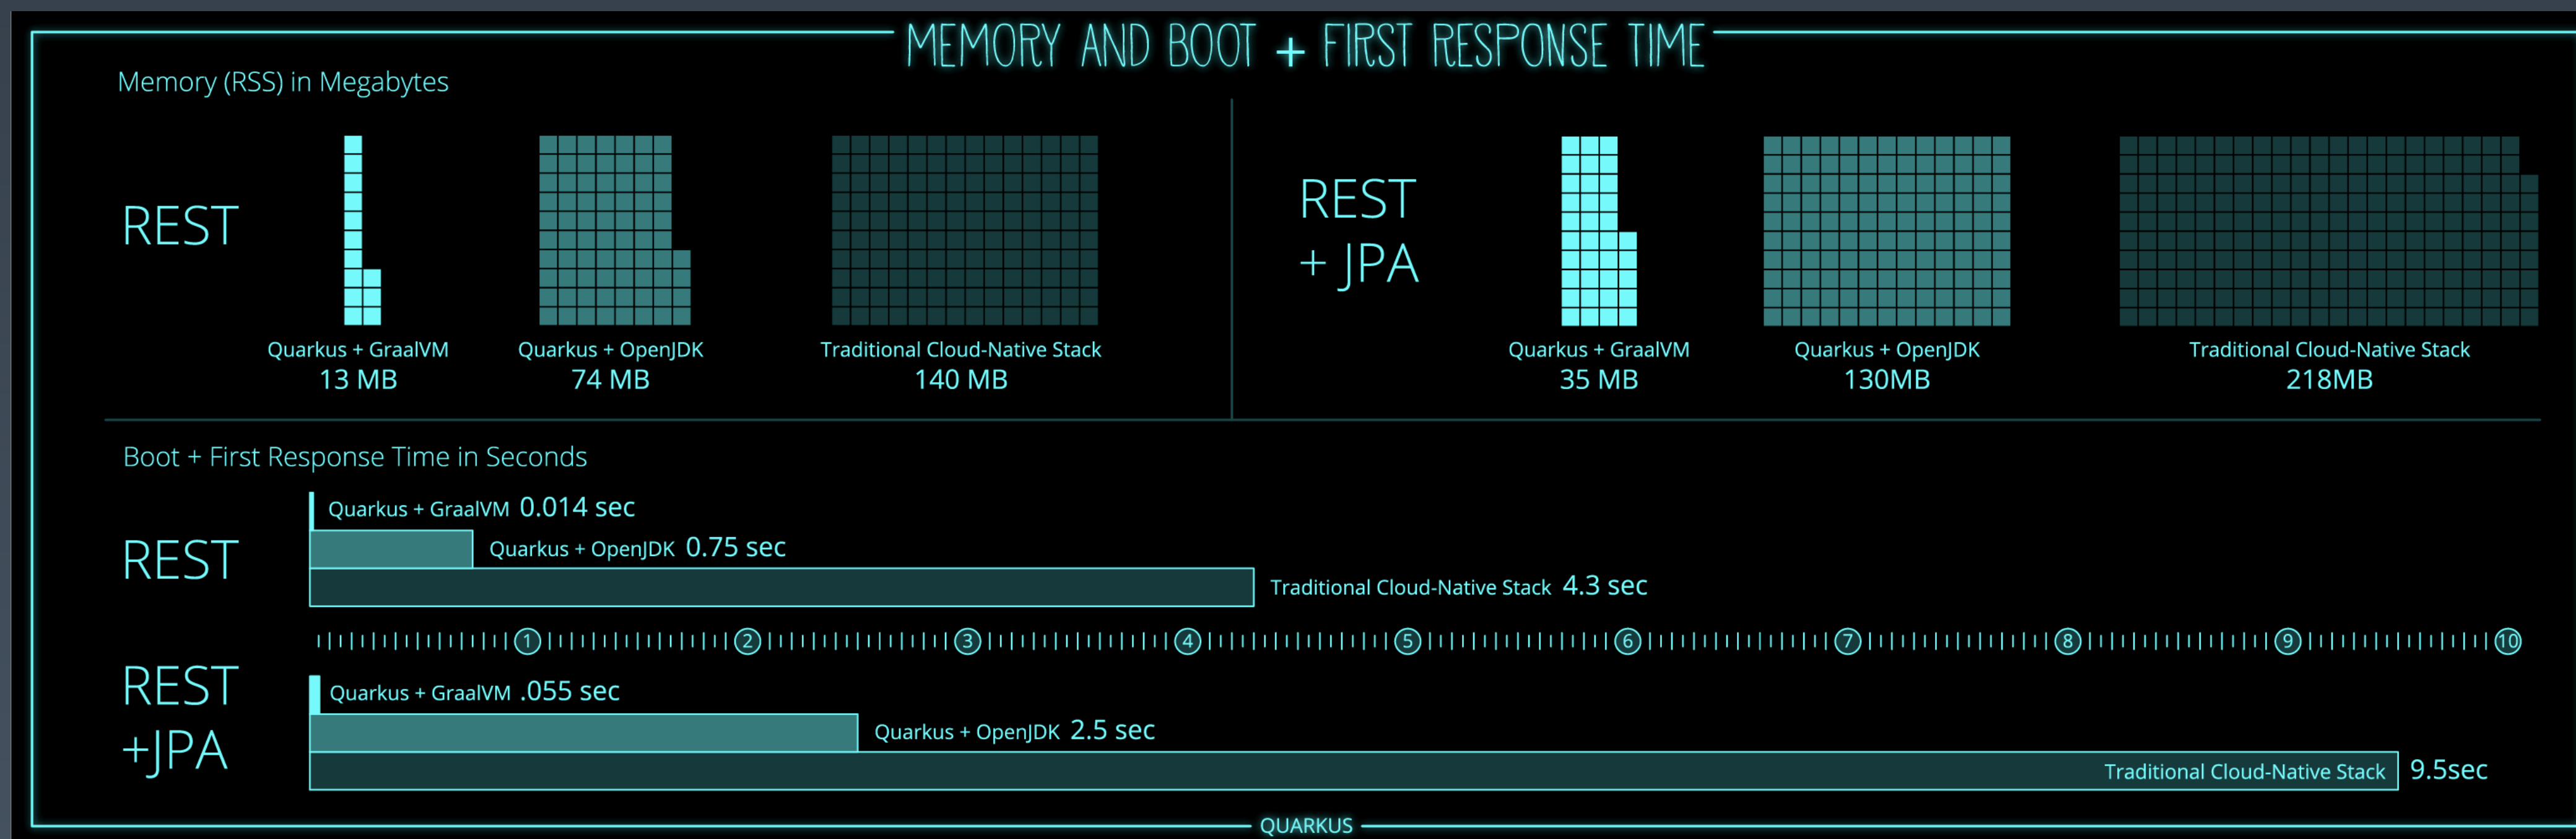 MEMORY AND BOOT + FIRST RESPONSE TIME
Memory (RSS) in Megabytes
REST
Quarkus + GraalVM
13 MB
Quarkus + OpenJDK
74 MB
Traditional Cloud-Native Stack
140 MB
REST
+ JPA
Quarkus + GraalVM
35 MB
Quarkus + OpenJDK
130MB
Traditional Cloud-Native Stack
218MB
Boot + First Response Time in Seconds
REST
Quarkus + GraalVM 0.014 sec
Quarkus + OpenJDK 0.75 sec
Traditional Cloud-Native Stack 4.3 sec
1 2 3 4 5 6 7 8 9 10
REST
+JPA
Quarkus + GraalVM .055 sec
Quarkus + OpenJDK 2.5 sec
Traditional Cloud-Native Stack 9.5sec
QUARKUS